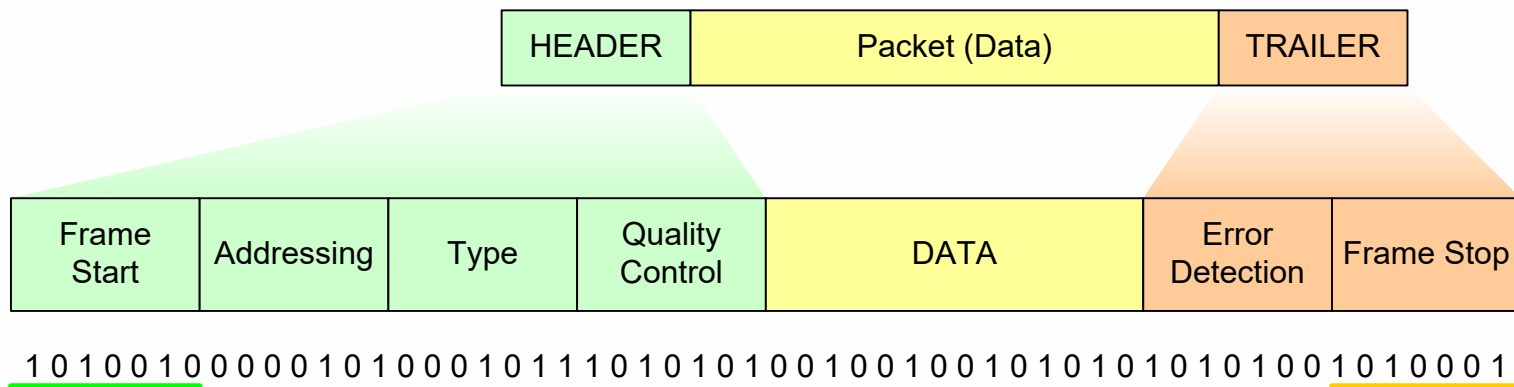 HEADER Packet (Data) TRAILER
Frame Start Addressing Type Quality Control DATA Error Detection Frame Stop
1 0 1 0 0 1 0 0 0 0 0 1 0 1 0 0 0 1 0 1 1 1 0 1 0 1 0 1 0 0 1 0 0 1 0 0 1 0 1 0 1 0 1 0 1 0 1 0 0 1 0 1 0 0 0 1